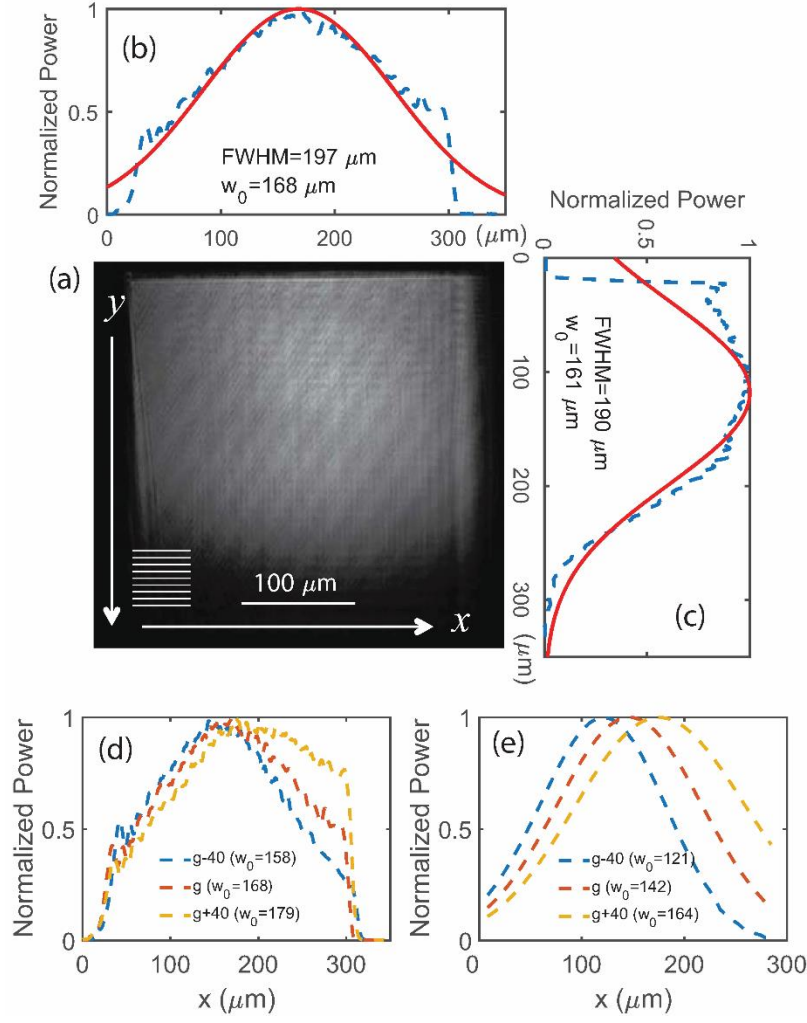 (b)
Normalized Power
1
0.5
0
FWHM=197 μm
w0=168 μm
0
100
200
300
(μm)
Normalized Power
0
0.5
1
0
100
200
300
(μm)
FWHM=190 μm
w0=161 μm
(c)
(a)
y
100 μm
x
(d)
Normalized Power
1
0.5
0
g-40 (w0=158)
g (w0=168)
g+40 (w0=179)
0
100
200
300
x (μm)
(e)
Normalized Power
1
0.5
0
g-40 (w0=121)
g (w0=142)
g+40 (w0=164)
0
100
200
300
x (μm)